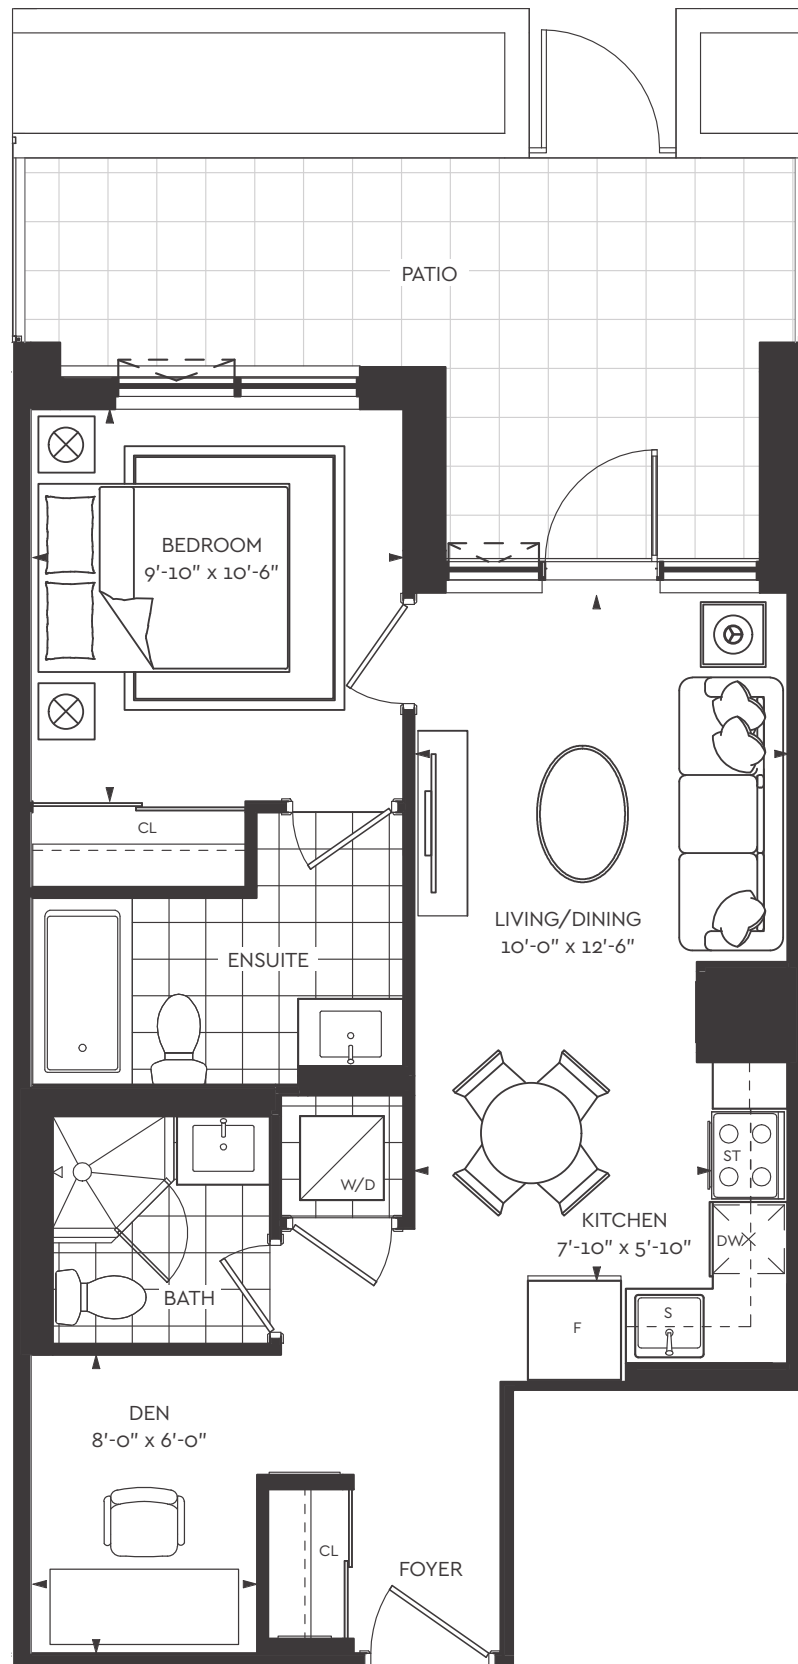 PATIO
BEDROOM
9'-10" x 10'-6"
CL
LIVING/DINING
10'-0" x 12'-6"
ENSUITE
ST
W/D
KITCHEN
7'-10" x 5'-10"
DW
BATH
S
F
DEN
8'-0" x 6'-0"
CL
FOYER